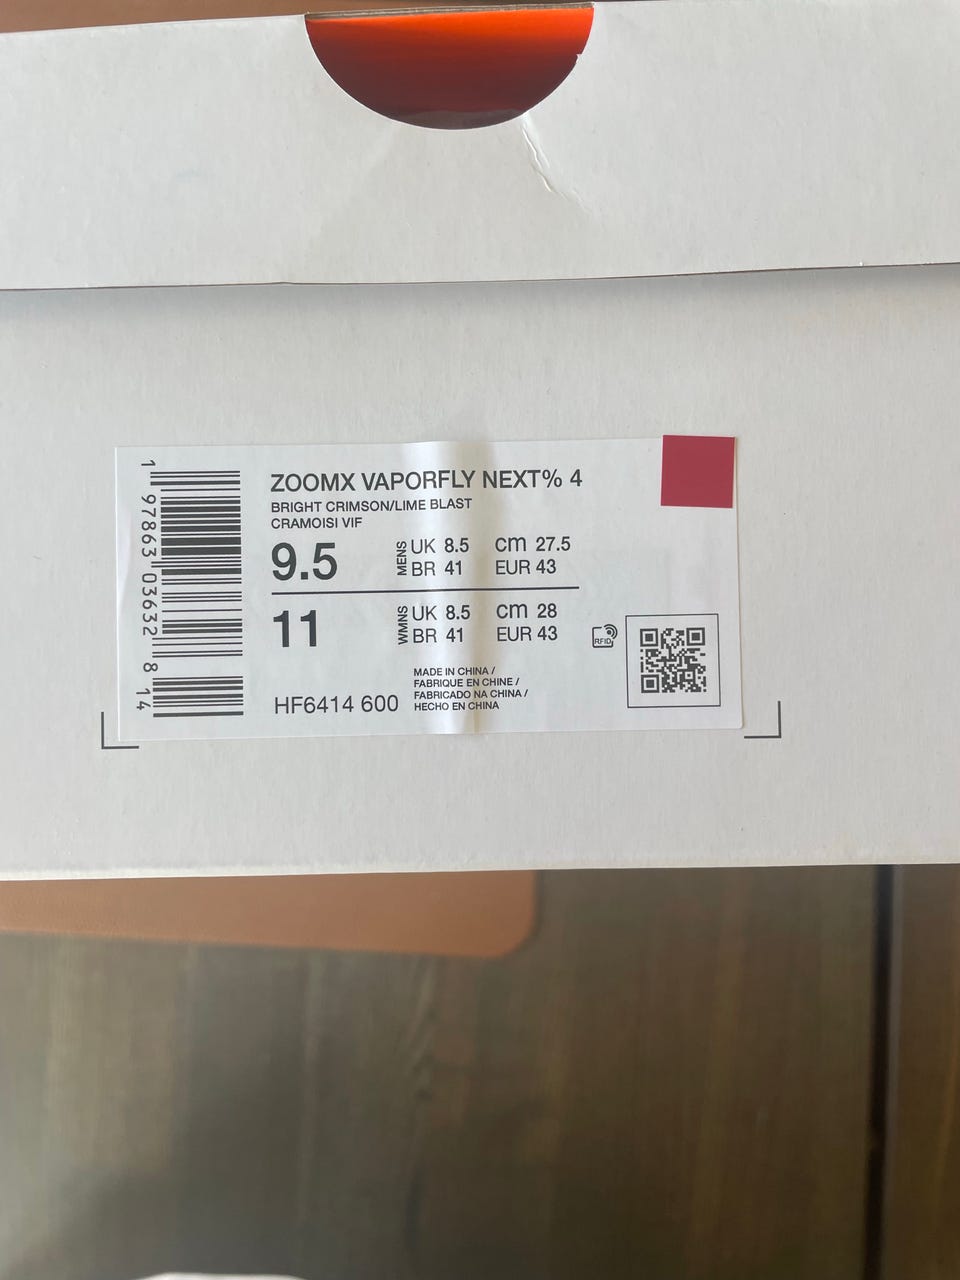 1 97863 03632 8 14
ZOOMX VAPORFLY NEXT% 4
BRIGHT CRIMSON/LIME BLAST
CRAMOISI VIF
9.5 MENS UK 8.5 cm 27.5
BR 41 EUR 43
11 WMNS UK 8.5 cm 28
BR 41 EUR 43
RFID
HF6414 600
MADE IN CHINA /
FABRIQUE EN CHINE /
FABRICADO NA CHINA /
HECHO EN CHINA